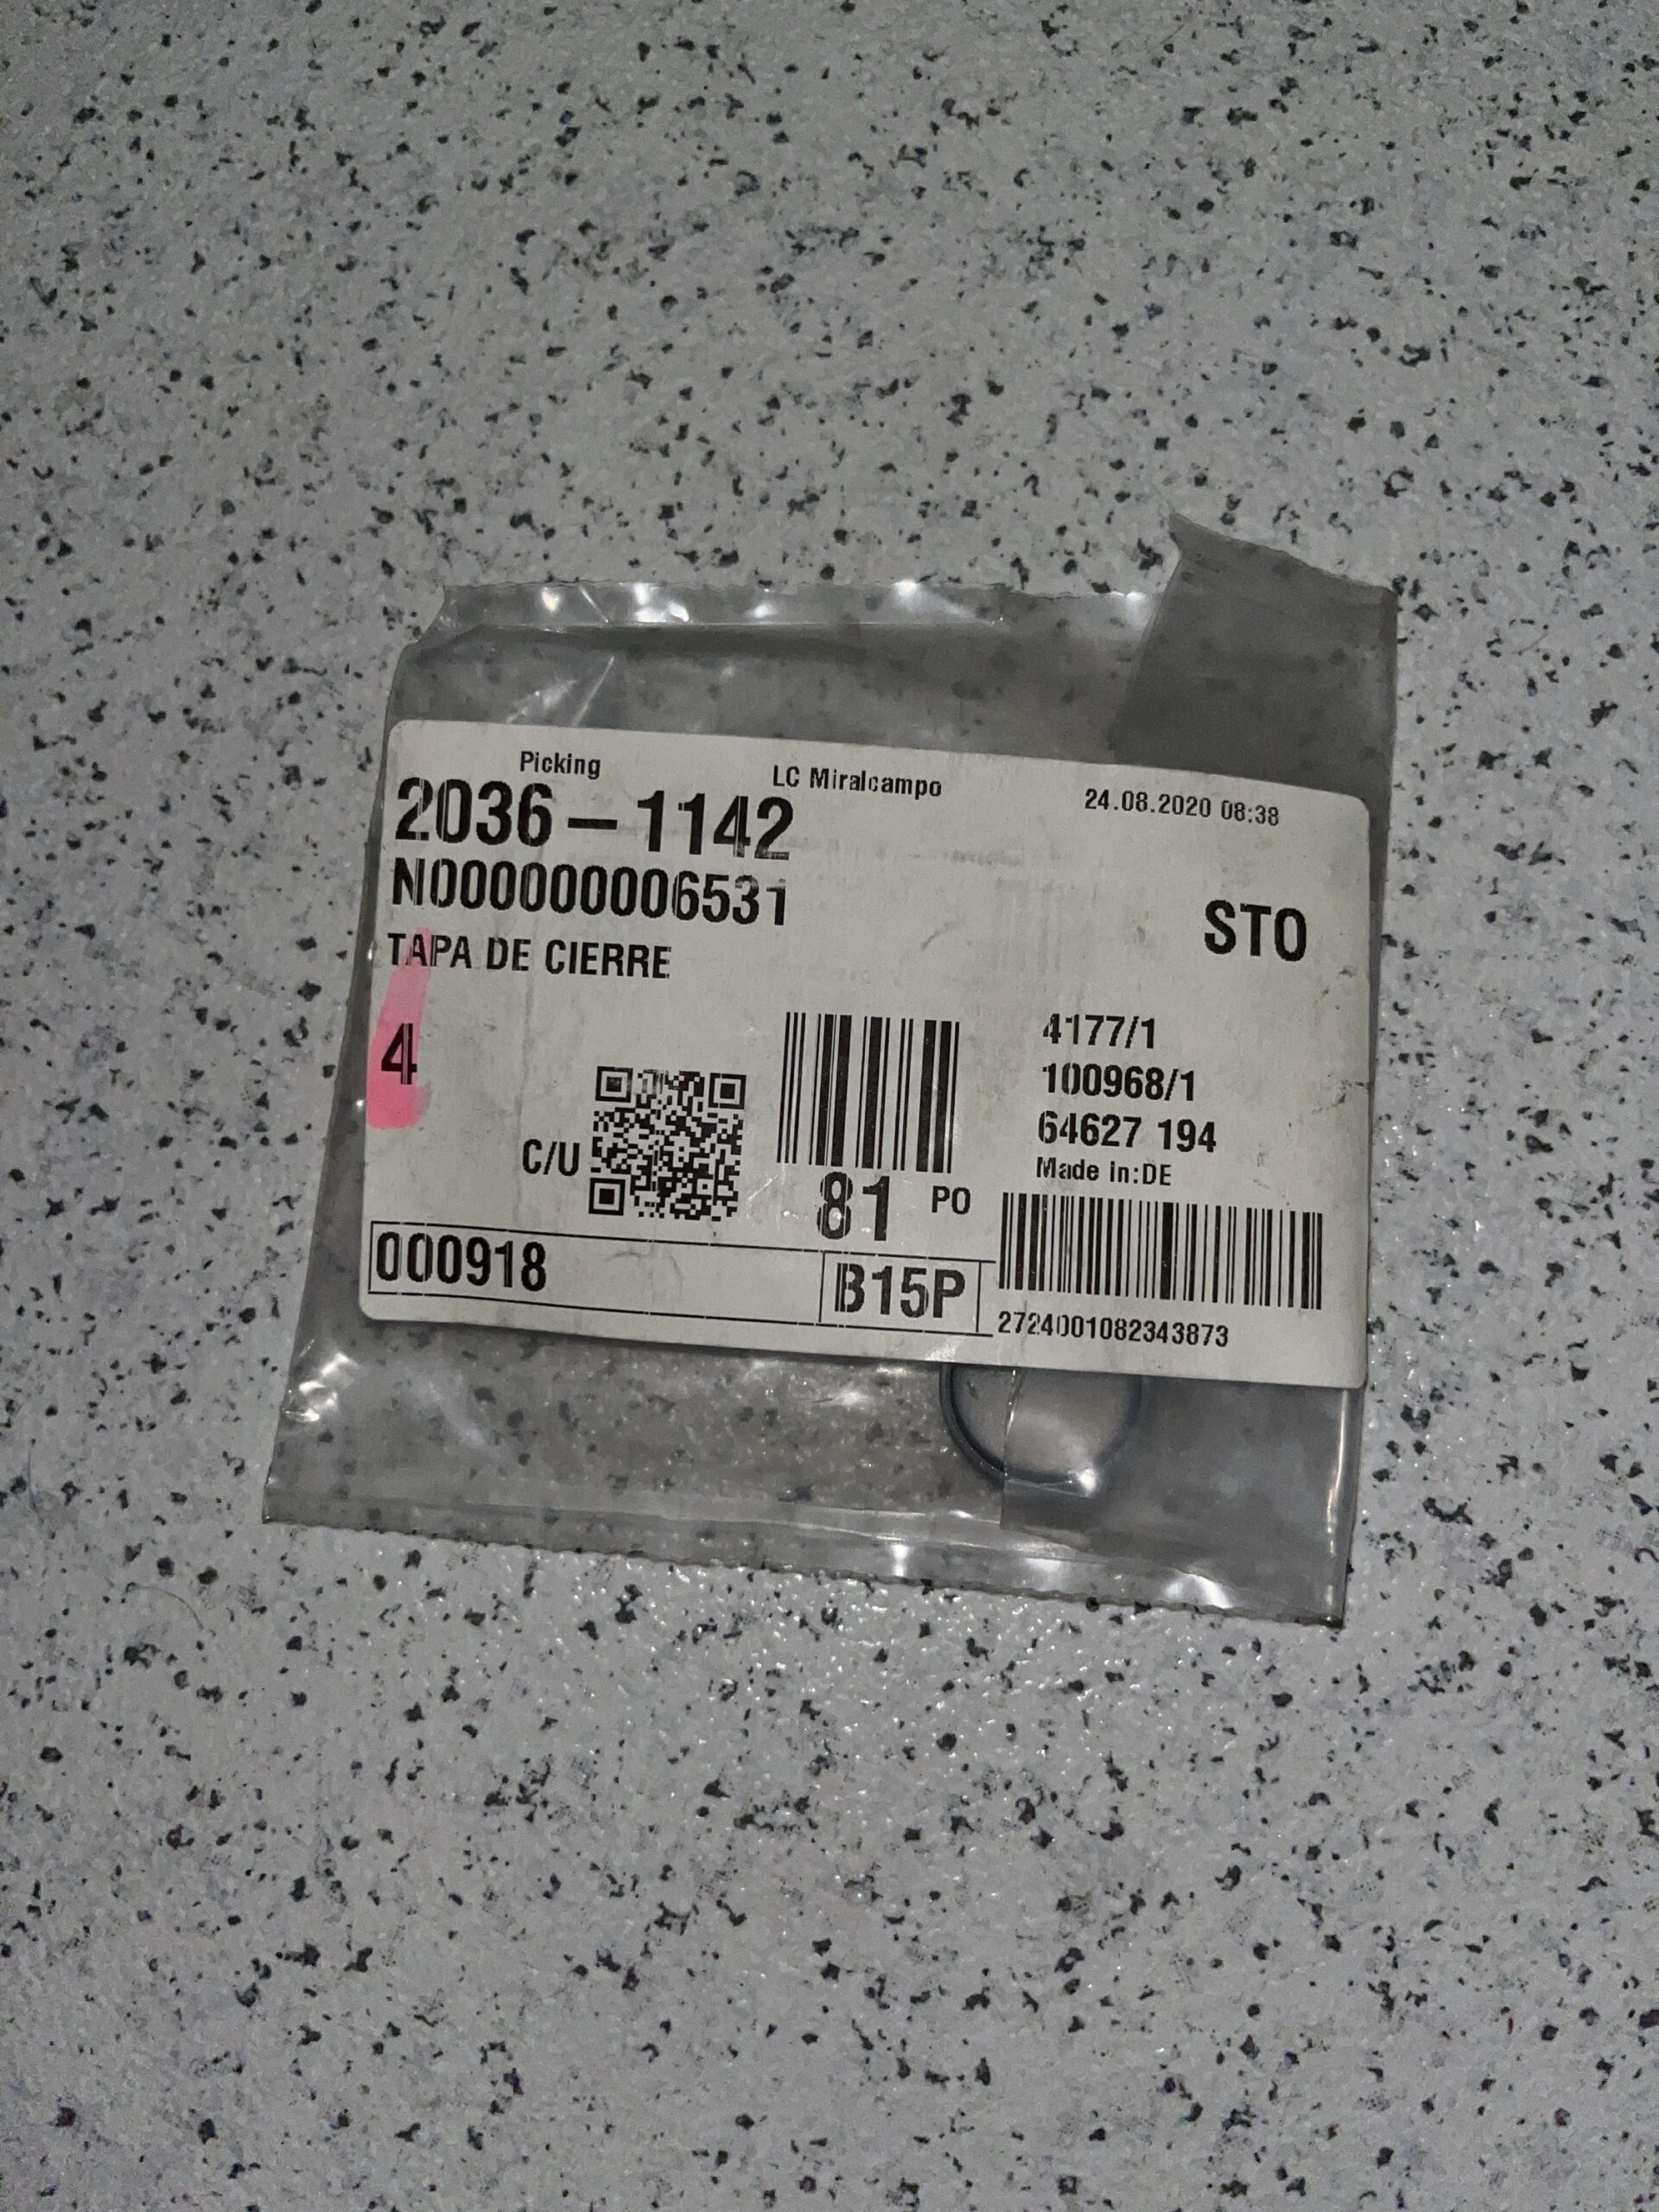 Picking LC Miralcampo 24.08.2020 08:38
2036-1142
N000000006531
STO
TAPA DE CIERRE
4
C/U
81 PO
4177/1
100968/1
64627 194
Made in:DE
000918
B15P
2724001082343873